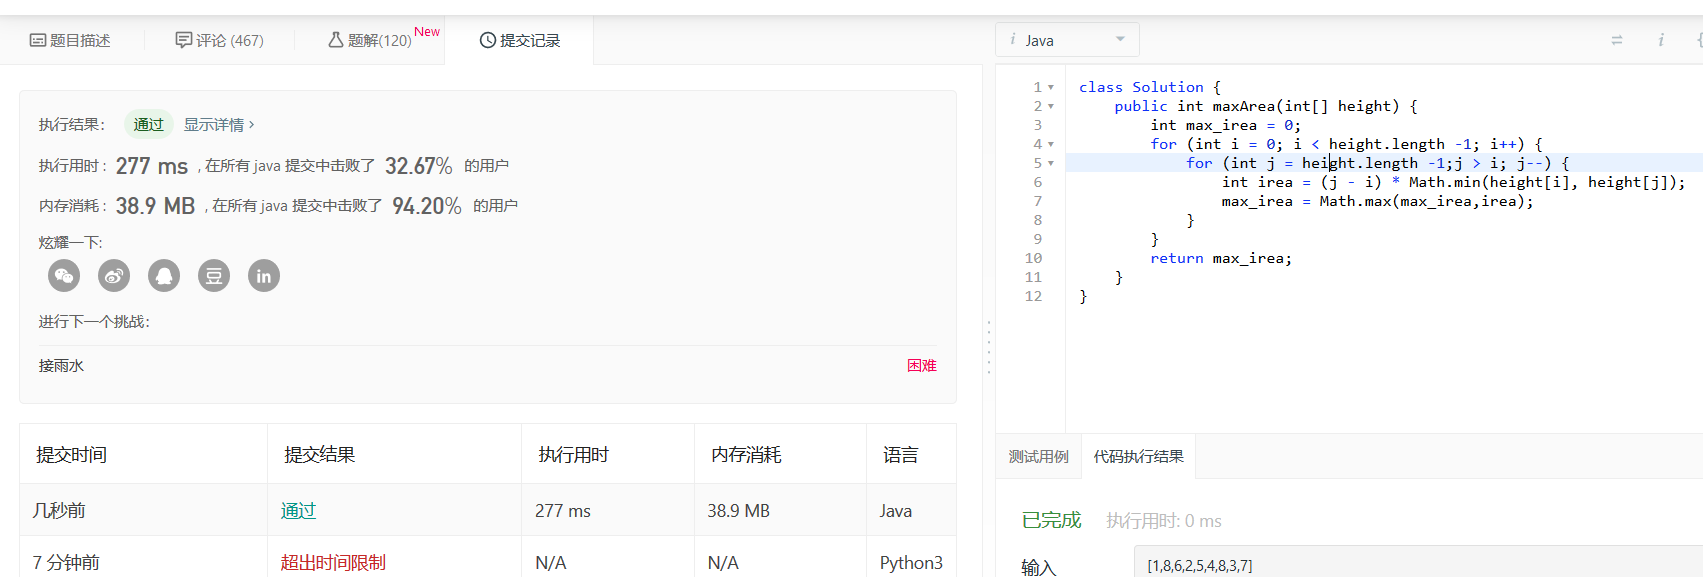 题目描述 评论 (467) 题解(120) New 提交记录
执行结果： 通过 显示详情 ›
执行用时： 277 ms , 在所有 java 提交中击败了 32.67% 的用户
内存消耗： 38.9 MB , 在所有 java 提交中击败了 94.20% 的用户
炫耀一下:
豆 in
进行下一个挑战：
接雨水 困难
提交时间 提交结果 执行用时 内存消耗 语言
几秒前 通过 277 ms 38.9 MB Java
7 分钟前 超出时间限制 N/A N/A Python3
i Java i {
1 class Solution {
2 public int maxArea(int[] height) {
3 int max_irea = 0;
4 for (int i = 0; i < height.length -1; i++) {
5 for (int j = height.length -1;j > i; j--) {
6 int irea = (j - i) * Math.min(height[i], height[j]);
7 max_irea = Math.max(max_irea,irea);
8 }
9 }
10 return max_irea;
11 }
12 }
测试用例 代码执行结果
已完成 执行用时: 0 ms
输入 [1,8,6,2,5,4,8,3,7]